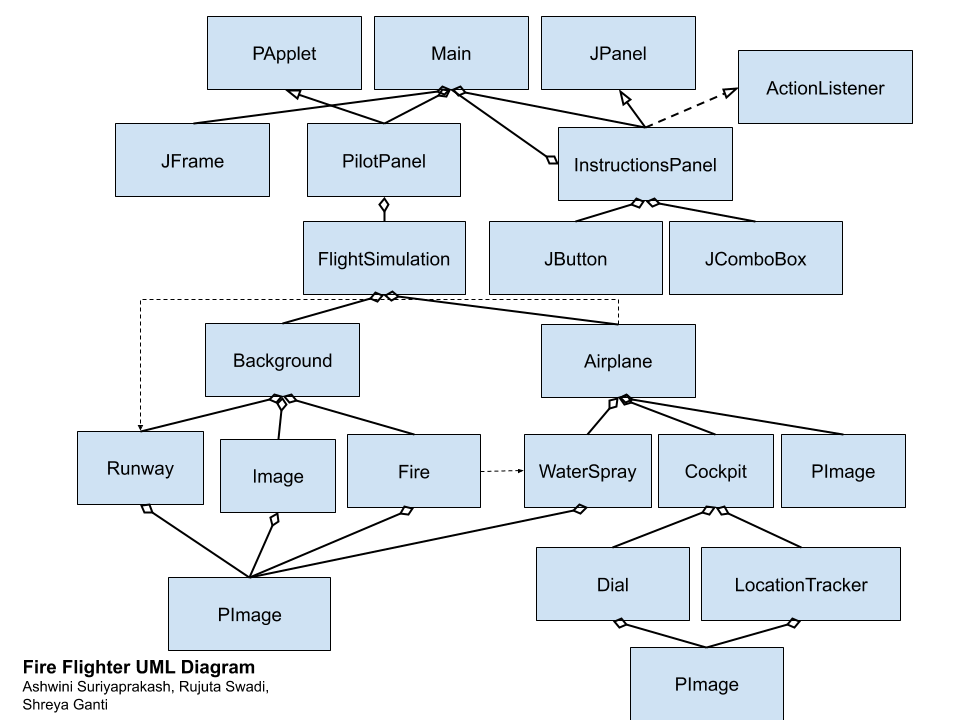 PApplet
Main
JPanel
ActionListener
JFrame
PilotPanel
InstructionsPanel
FlightSimulation
JButton
JComboBox
Background
Airplane
Runway
Image
Fire
WaterSpray
Cockpit
PImage
Dial
LocationTracker
PImage
PImage
Fire Flighter UML Diagram
Ashwini Suriyaprakash, Rujuta Swadi,
Shreya Ganti